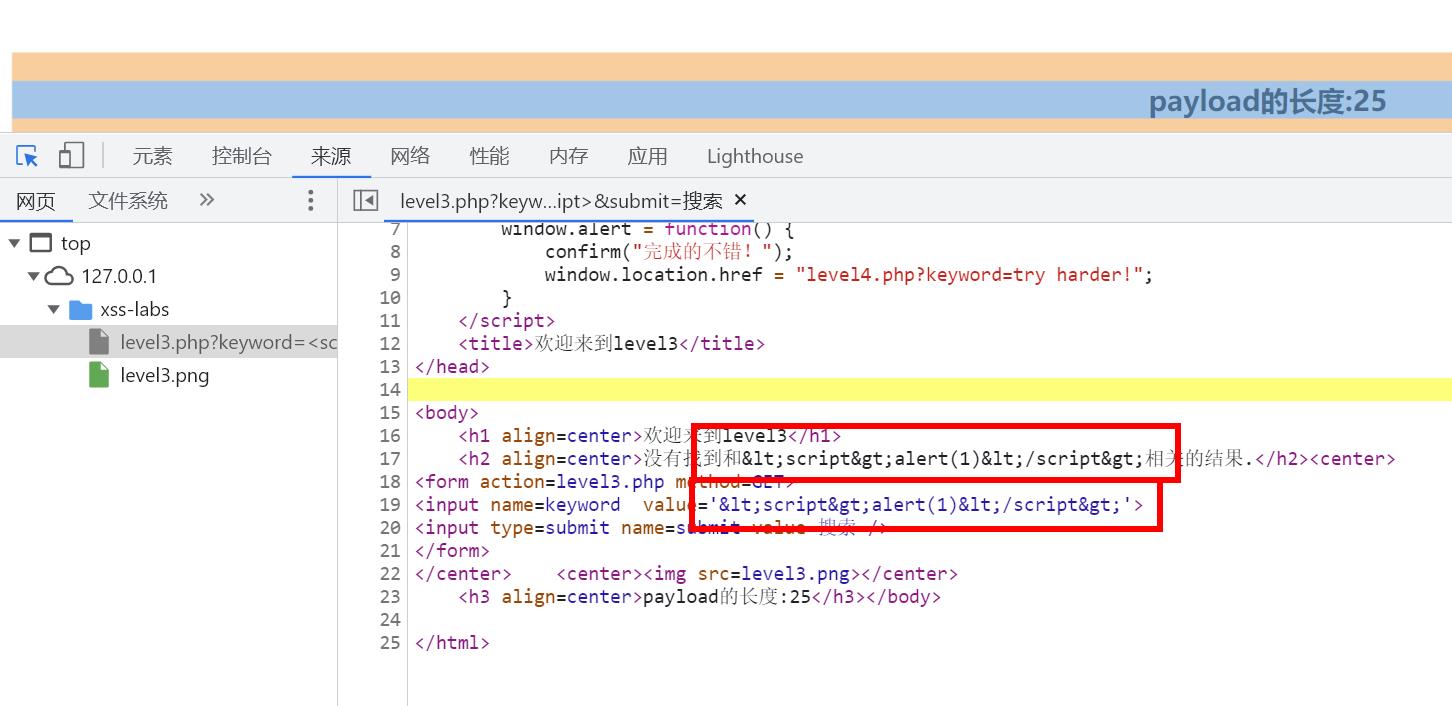 payload的长度:25
元素 控制台 来源 网络 性能 内存 应用 Lighthouse
网页 文件系统 » level3.php?keyw...ipt>&submit=搜索 ×
top
127.0.0.1
xss-labs
level3.php?keyword=<sc
level3.png
7 window.alert = function() {
8 confirm("完成的不错！");
9 window.location.href = "level4.php?keyword=try harder!";
10 }
11 </script>
12 <title>欢迎来到level3</title>
13 </head>
14
15 <body>
16 <h1 align=center>欢迎来到level3</h1>
17 <h2 align=center>没有找到和&lt;script&gt;alert(1)&lt;/script&gt;相关的结果.</h2><center>
18 <form action=level3.php method=GET>
19 <input name=keyword  value='&lt;script&gt;alert(1)&lt;/script&gt;'>
20 <input type=submit name=submit value=搜索 />
21 </form>
22 </center>    <center><img src=level3.png></center>
23 <h3 align=center>payload的长度:25</h3></body>
24
25 </html>